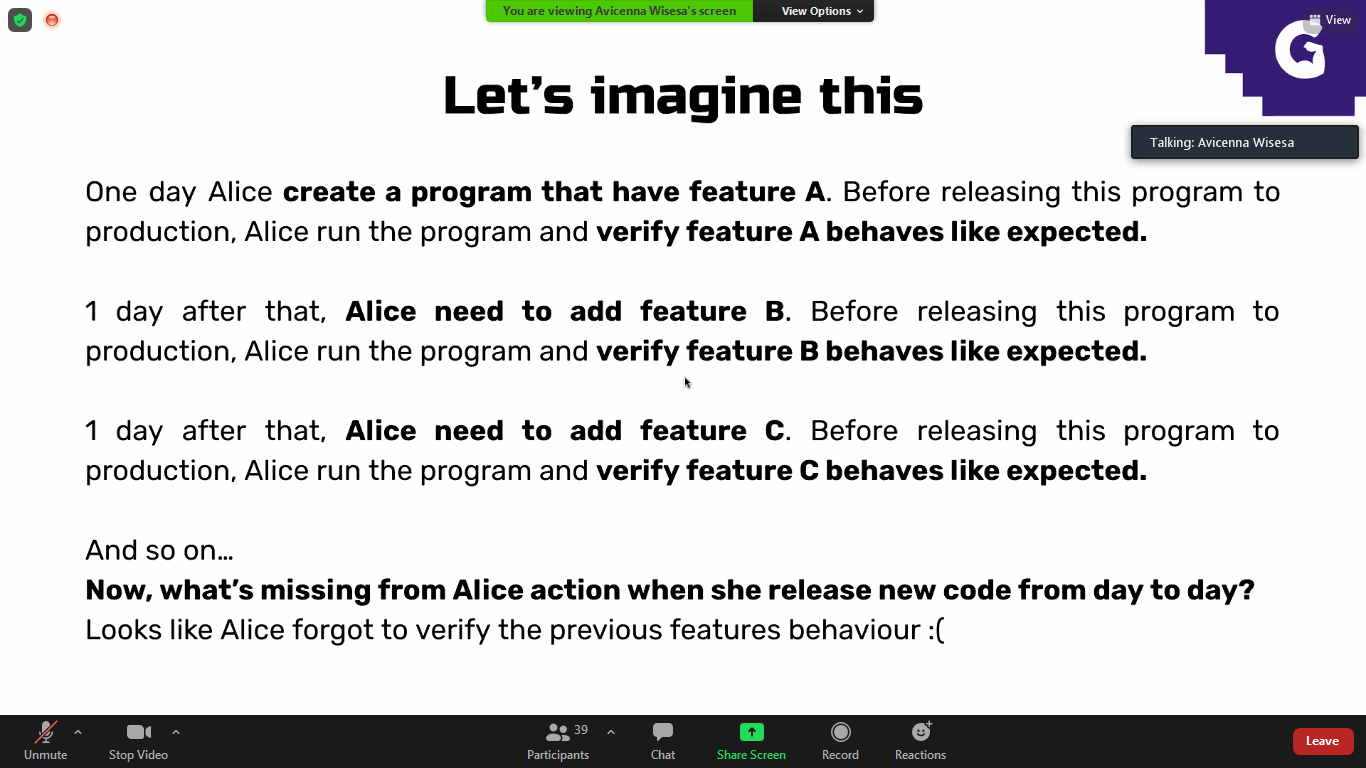 You are viewing Avicenna Wisesa's screen
View Options
View
G
Let's imagine this
Talking: Avicenna Wisesa
One day Alice create a program that have feature A. Before releasing this program to
production, Alice run the program and verify feature A behaves like expected.
1 day after that, Alice need to add feature B. Before releasing this program to
production, Alice run the program and verify feature B behaves like expected.
1 day after that, Alice need to add feature C. Before releasing this program to
production, Alice run the program and verify feature C behaves like expected.
And so on…
Now, what's missing from Alice action when she release new code from day to day?
Looks like Alice forgot to verify the previous features behaviour :(
Unmute
Stop Video
Participants
39
Chat
Share Screen
Record
Reactions
Leave